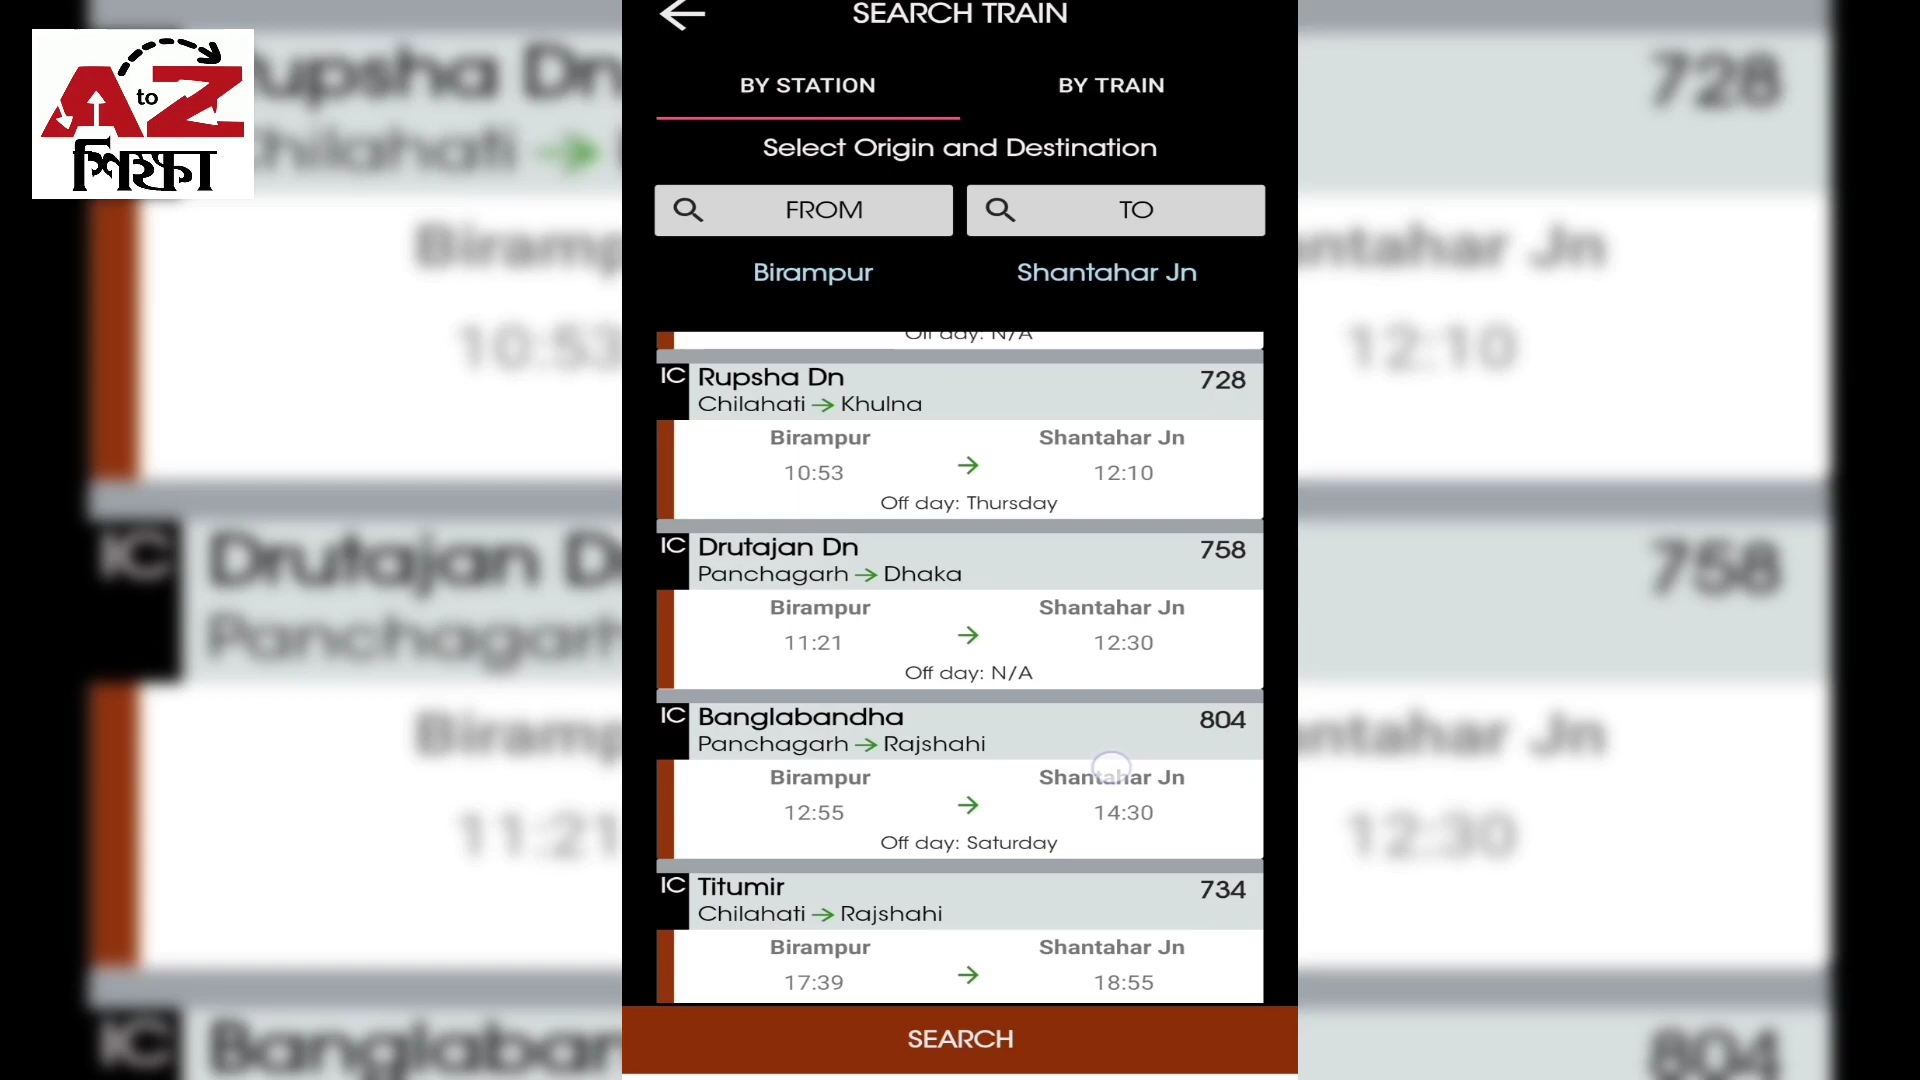 A to Z
শিক্ষা
SEARCH TRAIN
BY STATION
BY TRAIN
Select Origin and Destination
FROM
TO
Birampur
Shantahar Jn
Off day: N/A
IC
Rupsha Dn
728
Chilahati → Khulna
Birampur
Shantahar Jn
10:53
→
12:10
Off day: Thursday
IC
Drutajan Dn
758
Panchagarh → Dhaka
Birampur
Shantahar Jn
11:21
→
12:30
Off day: N/A
IC
Banglabandha
804
Panchagarh → Rajshahi
Birampur
Shantahar Jn
12:55
→
14:30
Off day: Saturday
IC
Titumir
734
Chilahati → Rajshahi
Birampur
Shantahar Jn
17:39
→
18:55
SEARCH